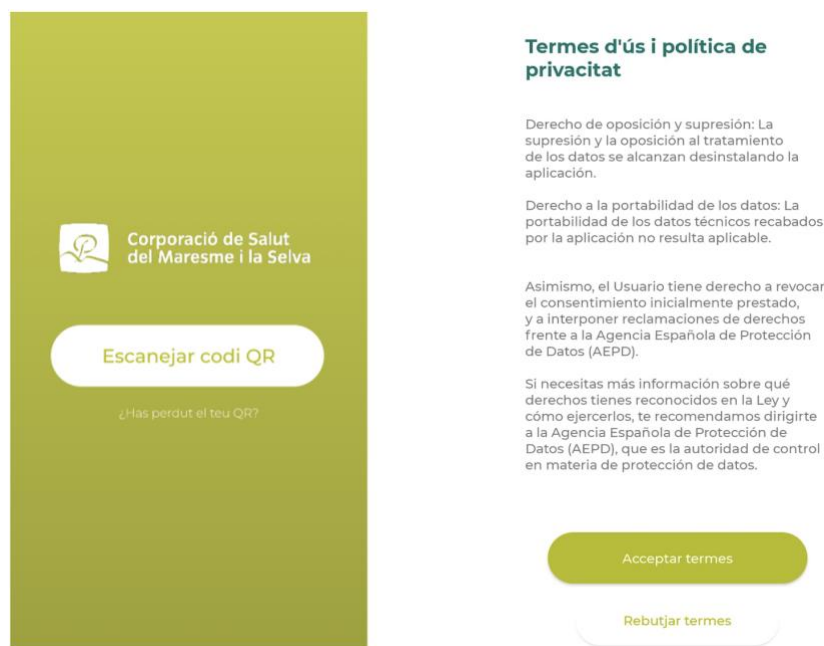 Corporació de Salut
del Maresme i la Selva
Escanejar codi QR
¿Has perdut el teu QR?
Termes d'ús i política de
privacitat
Derecho de oposición y supresión: La
supresión y la oposición al tratamiento
de los datos se alcanzan desinstalando la
aplicación.
Derecho a la portabilidad de los datos: La
portabilidad de los datos técnicos recabados
por la aplicación no resulta aplicable.
Asimismo, el Usuario tiene derecho a revocar
el consentimiento inicialmente prestado,
y a interponer reclamaciones de derechos
frente a la Agencia Española de Protección
de Datos (AEPD).
Si necesitas más información sobre qué
derechos tienes reconocidos en la Ley y
cómo ejercerlos, te recomendamos dirigirte
a la Agencia Española de Protección de
Datos (AEPD), que es la autoridad de control
en materia de protección de datos.
Acceptar termes
Rebutjar termes